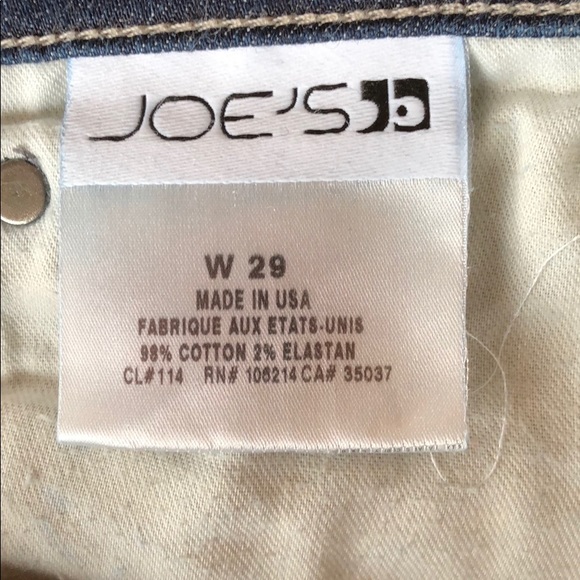 JOE'S
W 29
MADE IN USA
FABRIQUE AUX ETATS-UNIS
98% COTTON 2% ELASTAN
CL#114 RN# 106214 CA# 35037